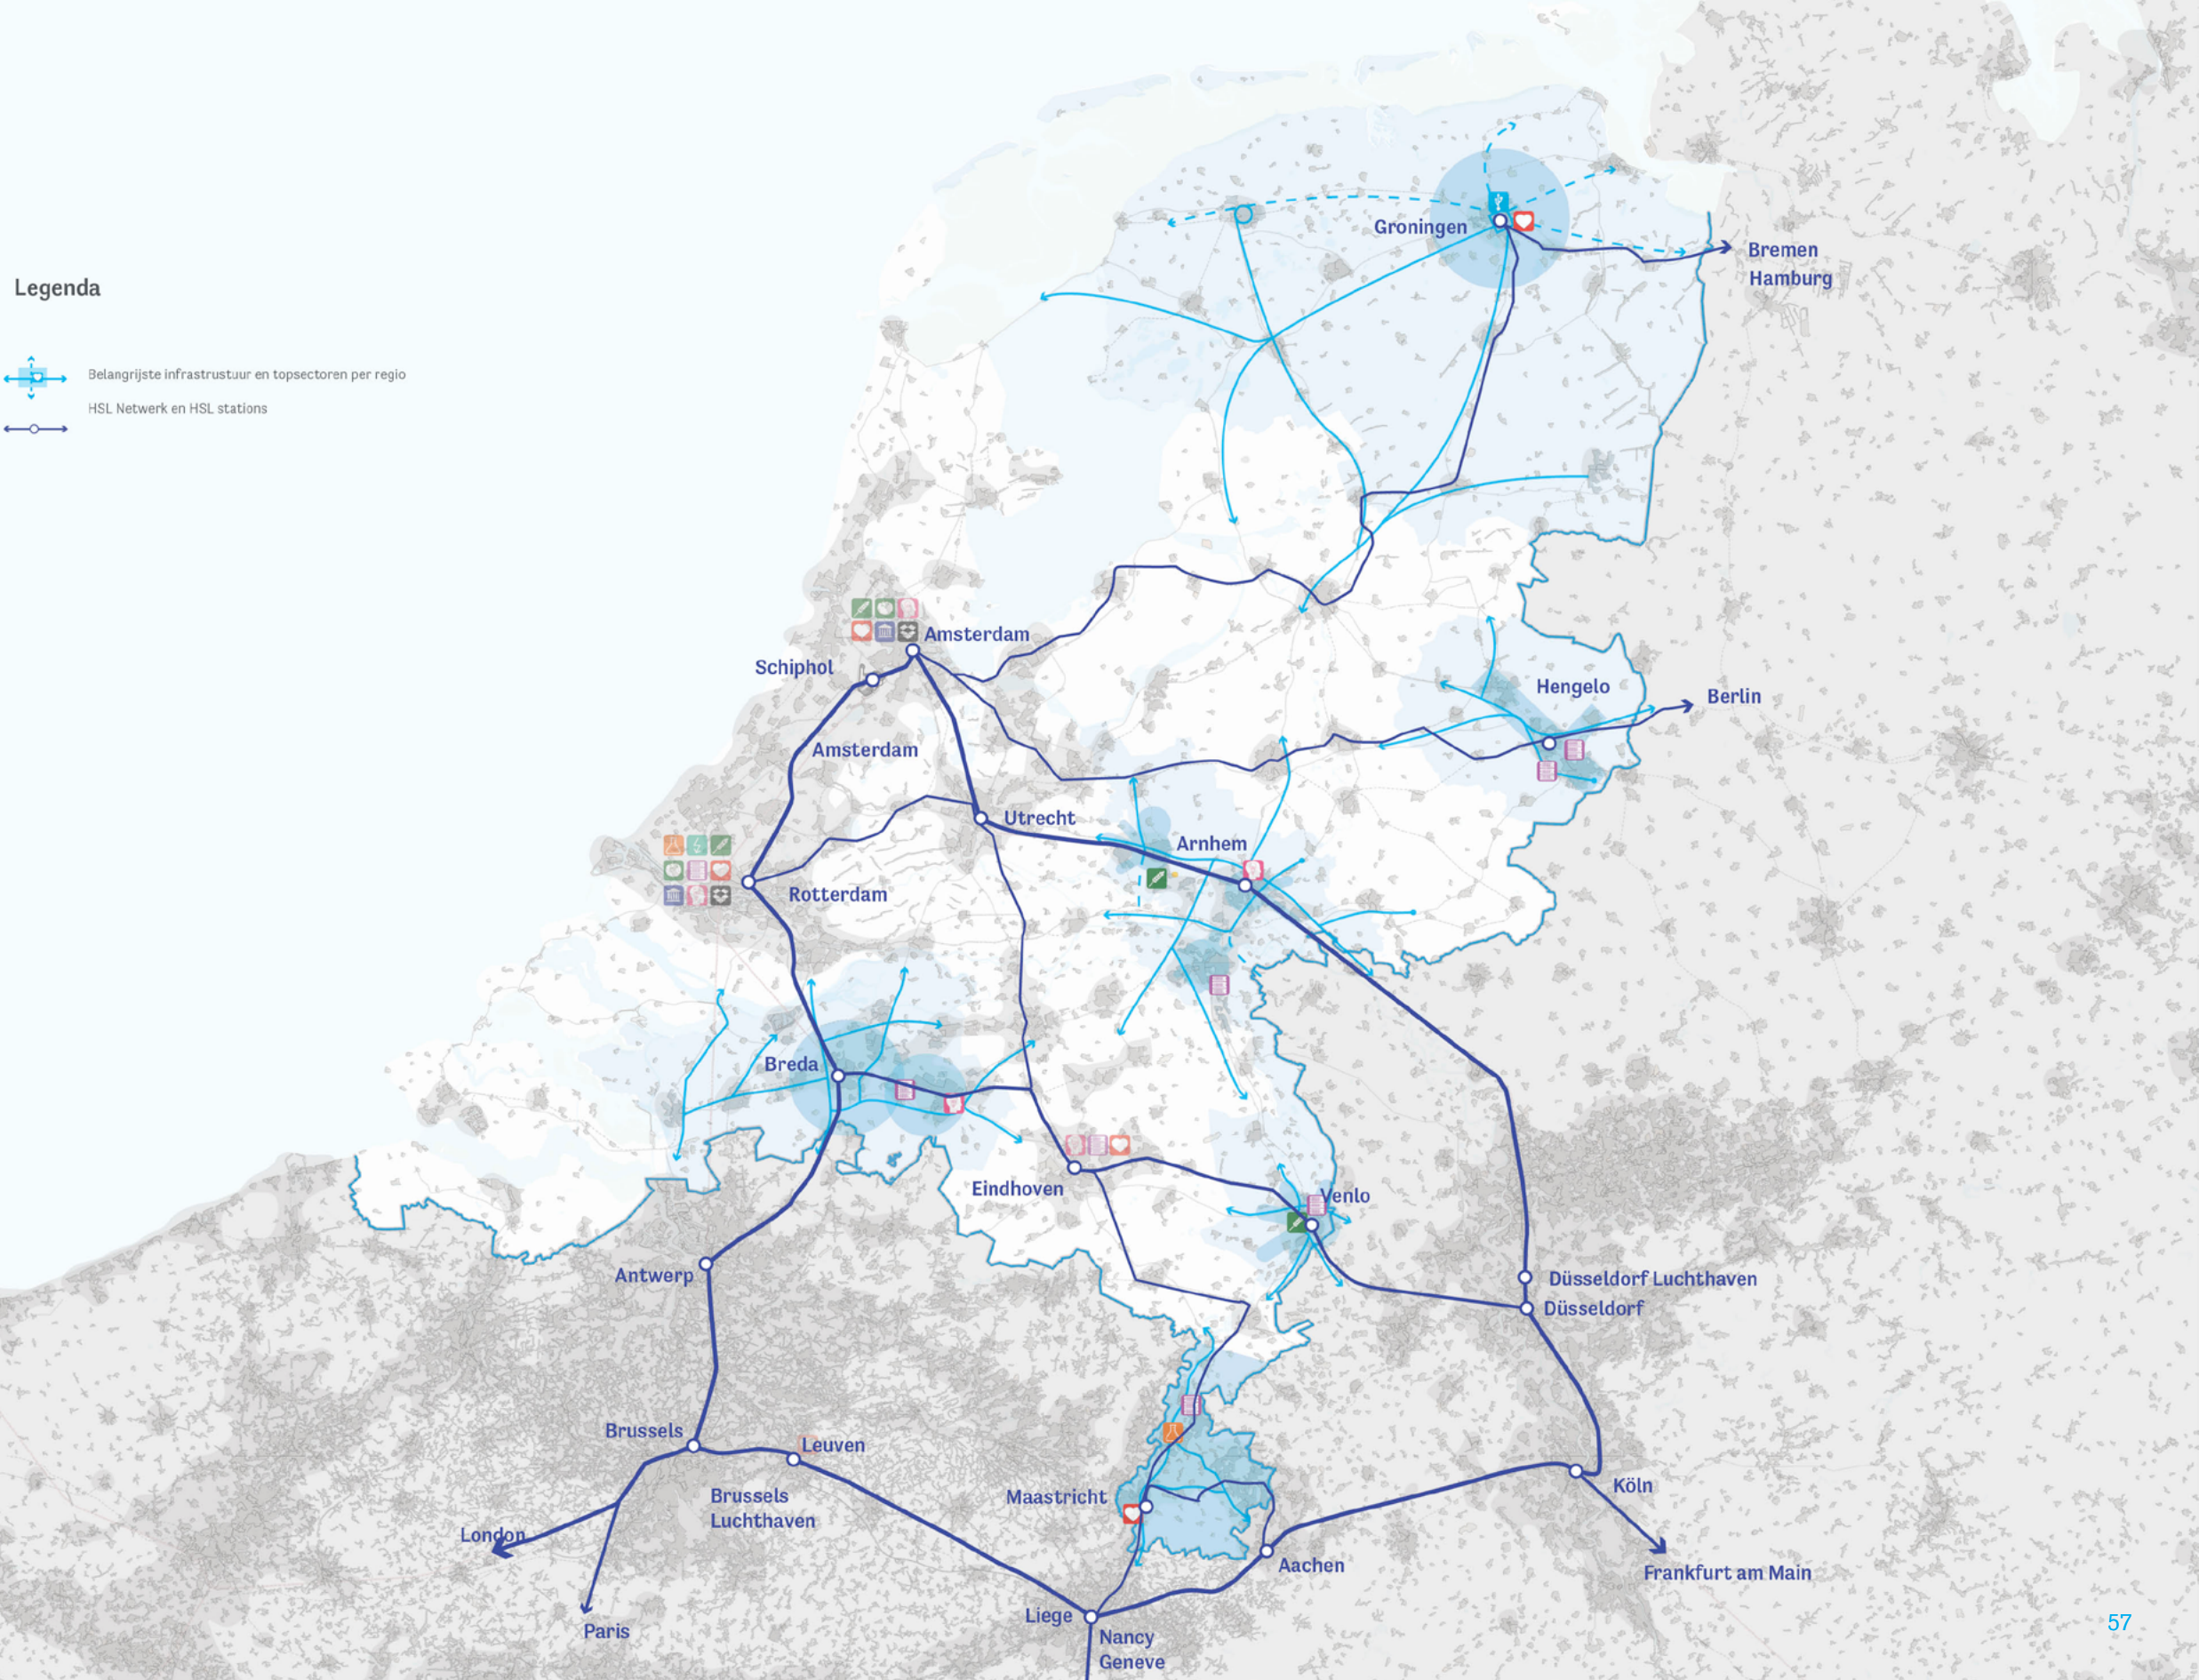 Legenda
Belangrijste infrastrustuur en topsectoren per regio
HSL Netwerk en HSL stations
Groningen
Bremen
Hamburg
Amsterdam
Schiphol
Hengelo
Berlin
Amsterdam
Utrecht
Arnhem
Rotterdam
Breda
Eindhoven
Venlo
Antwerp
Düsseldorf Luchthaven
Düsseldorf
Brussels
Leuven
Brussels
Luchthaven
Maastricht
Köln
London
Aachen
Frankfurt am Main
Paris
Liege
Nancy
Geneve
57